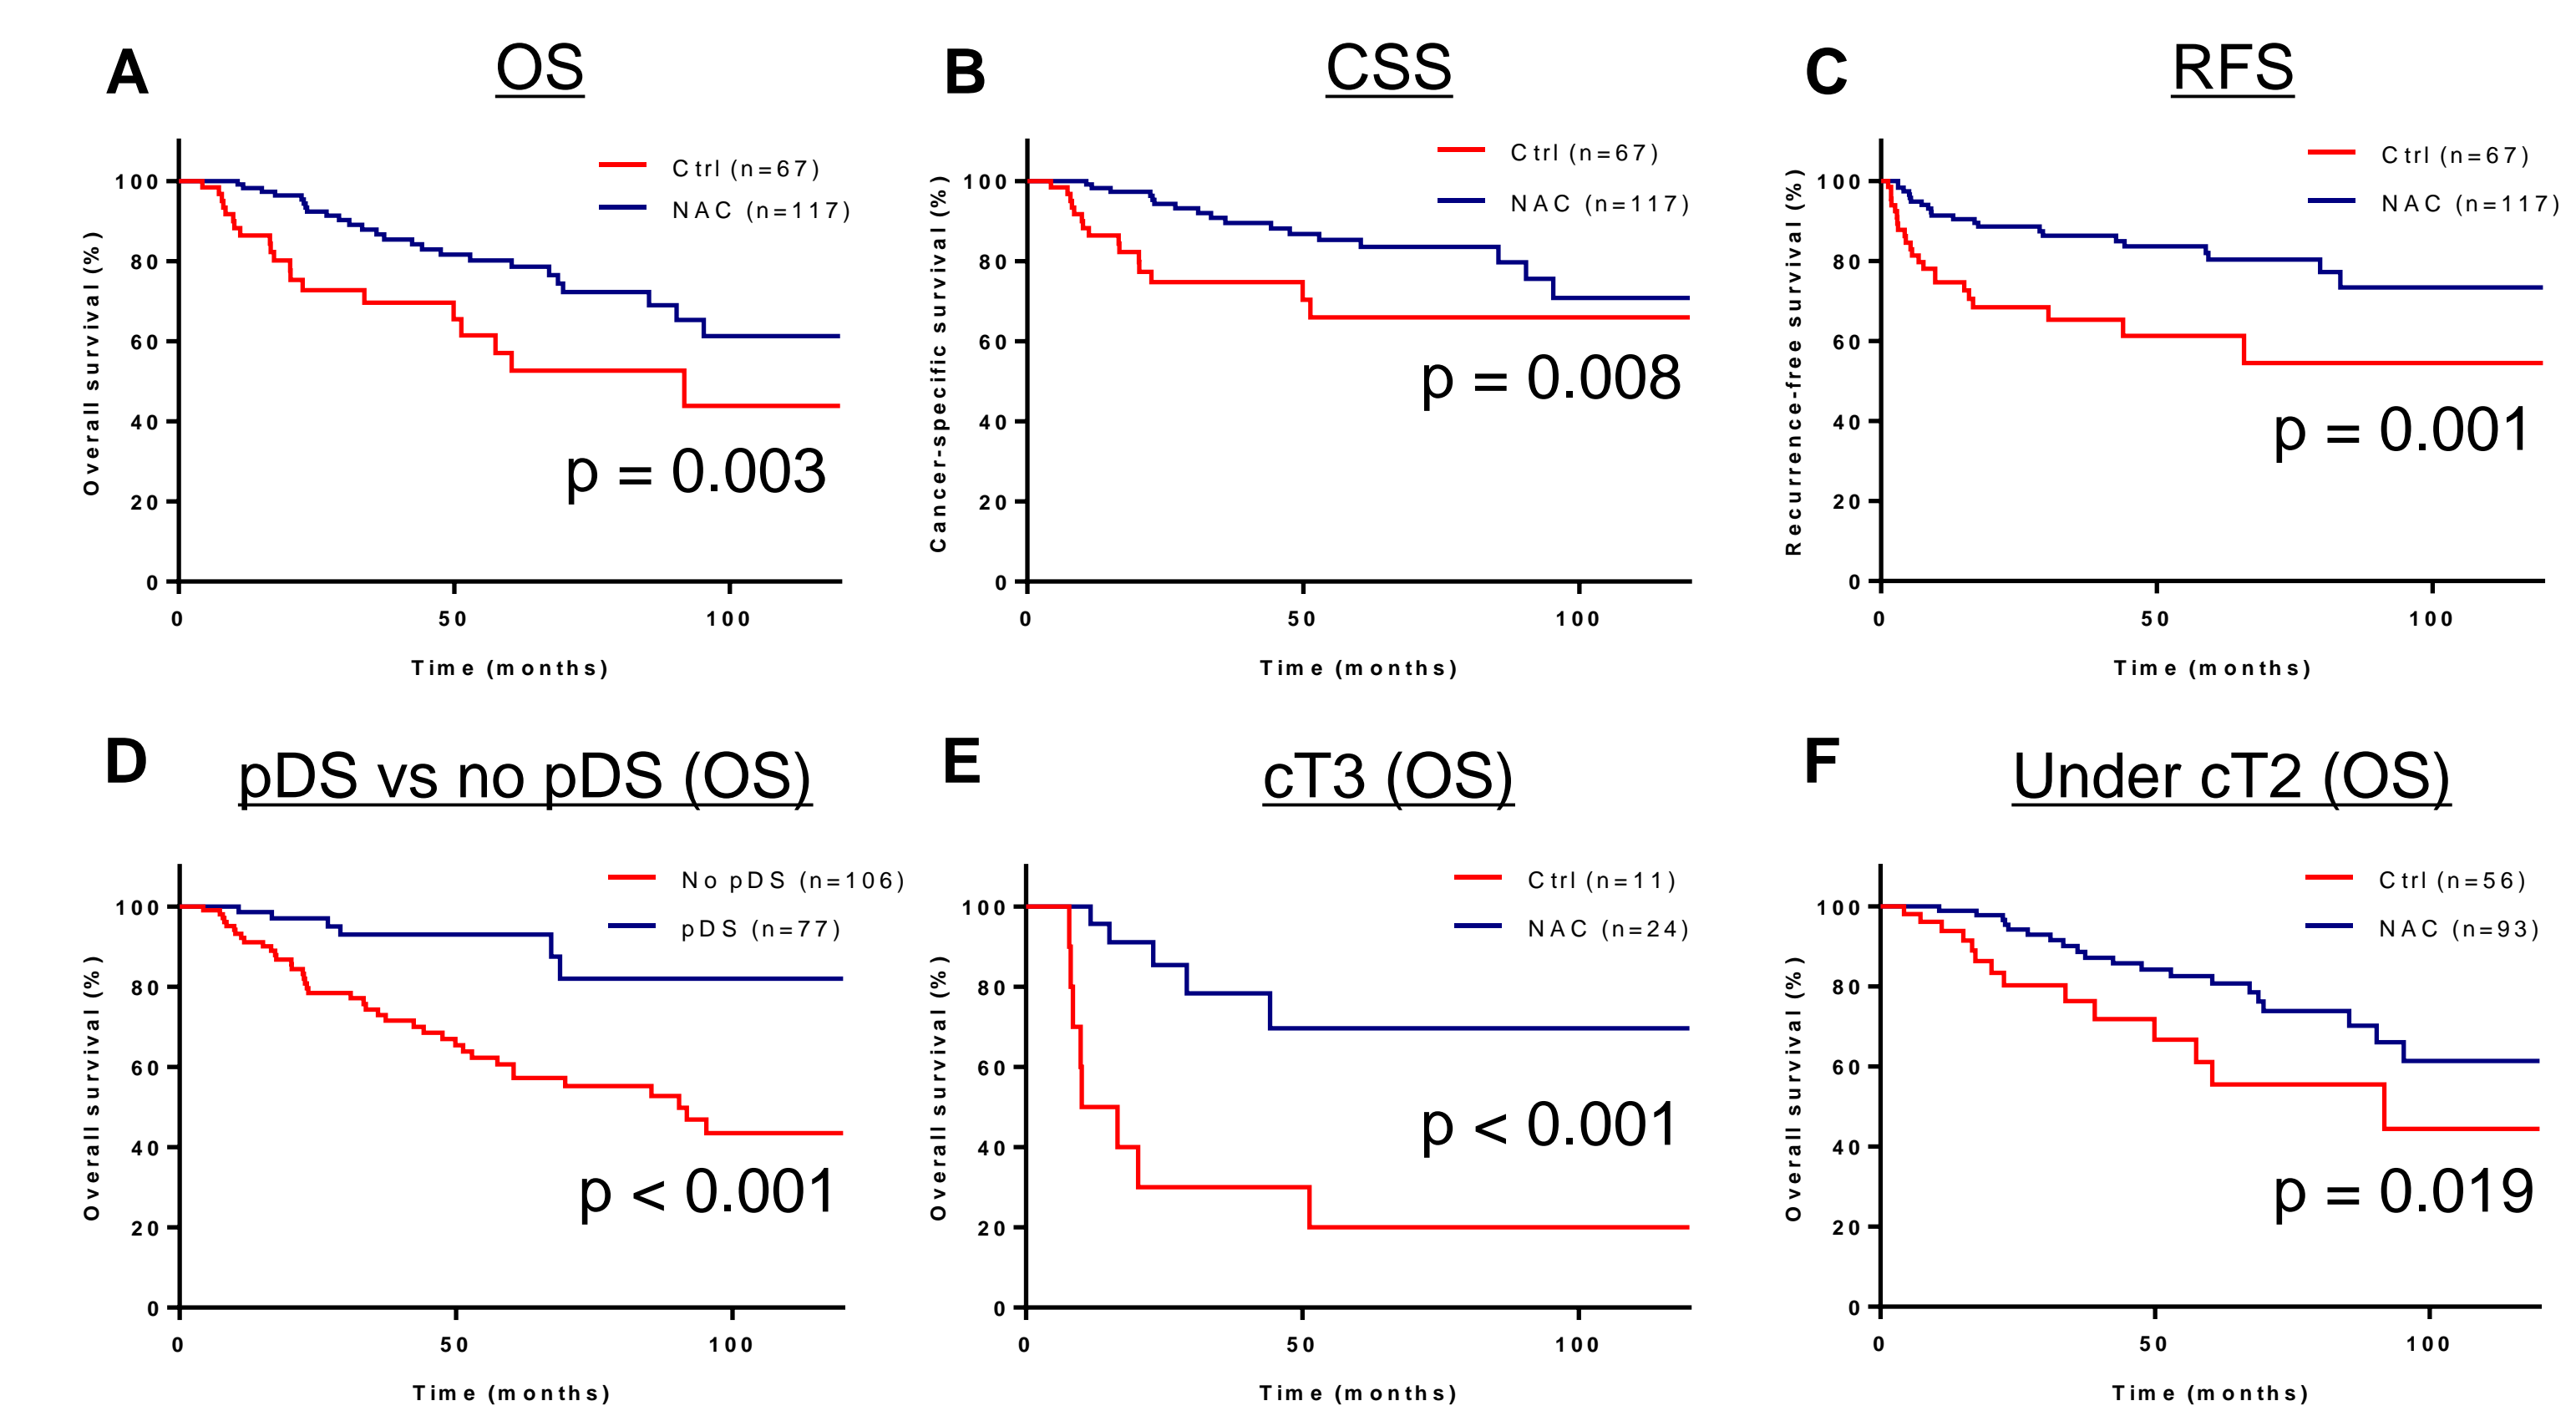 A
OS
Ctrl (n=67)
NAC (n=117)
Overall survival (%)
100
80
60
40
20
0
p = 0.003
0
50
100
Time (months)
B
CSS
Ctrl (n=67)
NAC (n=117)
Cancer-specific survival (%)
100
80
60
40
20
0
p = 0.008
0
50
100
Time (months)
C
RFS
Ctrl (n=67)
NAC (n=117)
Recurrence-free survival (%)
100
80
60
40
20
0
p = 0.001
0
50
100
Time (months)
D
pDS vs no pDS (OS)
No pDS (n=106)
pDS (n=77)
Overall survival (%)
100
80
60
40
20
0
p < 0.001
0
50
100
Time (months)
E
cT3 (OS)
Ctrl (n=11)
NAC (n=24)
Overall survival (%)
100
80
60
40
20
0
p < 0.001
0
50
100
Time (months)
F
Under cT2 (OS)
Ctrl (n=56)
NAC (n=93)
Overall survival (%)
100
80
60
40
20
0
p = 0.019
0
50
100
Time (months)